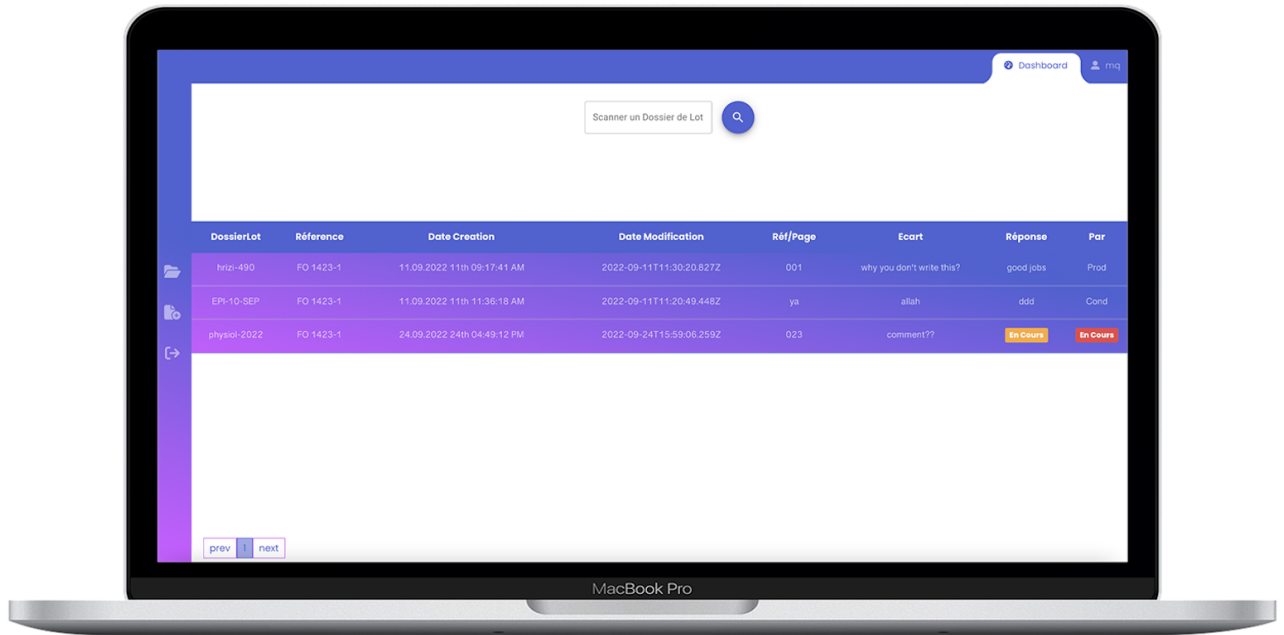 Dashboard mq
Scanner un Dossier de Lot
DossierLot Réference Date Creation Date Modification Réf/Page Ecart Réponse Par
hrizi-490 FO 1423-1 11.09.2022 11th 09:17:41 AM 2022-09-11T11:30:20.827Z 001 why you don't write this? good jobs Prod
EPI-10-SEP FO 1423-1 11.09.2022 11th 11:36:18 AM 2022-09-11T11:20:49.448Z ya allah ddd Cond
physiol-2022 FO 1423-1 24.09.2022 24th 04:49:12 PM 2022-09-24T15:59:06.259Z 023 comment?? En Cours En Cours
prev 1 next
MacBook Pro